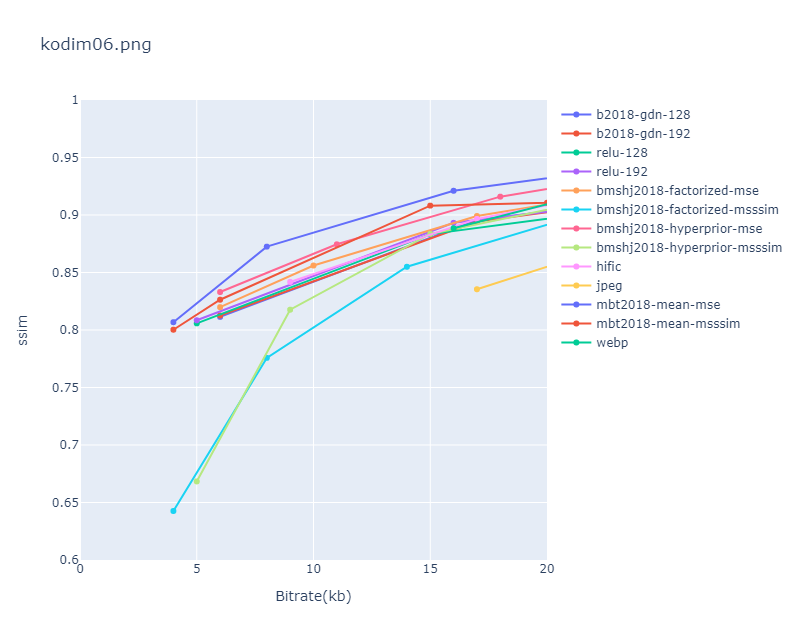 kodim06.png
1
0.95
0.9
0.85
0.8
0.75
0.7
0.65
0.6
0
5
10
15
20
Bitrate(kb)
ssim
b2018-gdn-128
b2018-gdn-192
relu-128
relu-192
bmshj2018-factorized-mse
bmshj2018-factorized-msssim
bmshj2018-hyperprior-mse
bmshj2018-hyperprior-msssim
hific
jpeg
mbt2018-mean-mse
mbt2018-mean-msssim
webp